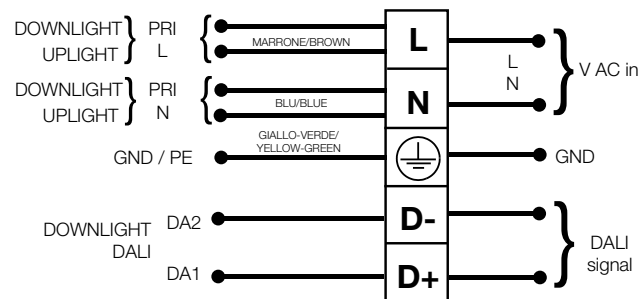 DOWNLIGHT } PRI {
UPLIGHT L
MARRONE/BROWN
L
L
N
} V AC in
DOWNLIGHT } PRI {
UPLIGHT N
BLU/BLUE
N
GIALLO-VERDE/
YELLOW-GREEN
GND / PE
GND
DOWNLIGHT
DALI
DA2
D-
DA1
D+
} DALI
signal